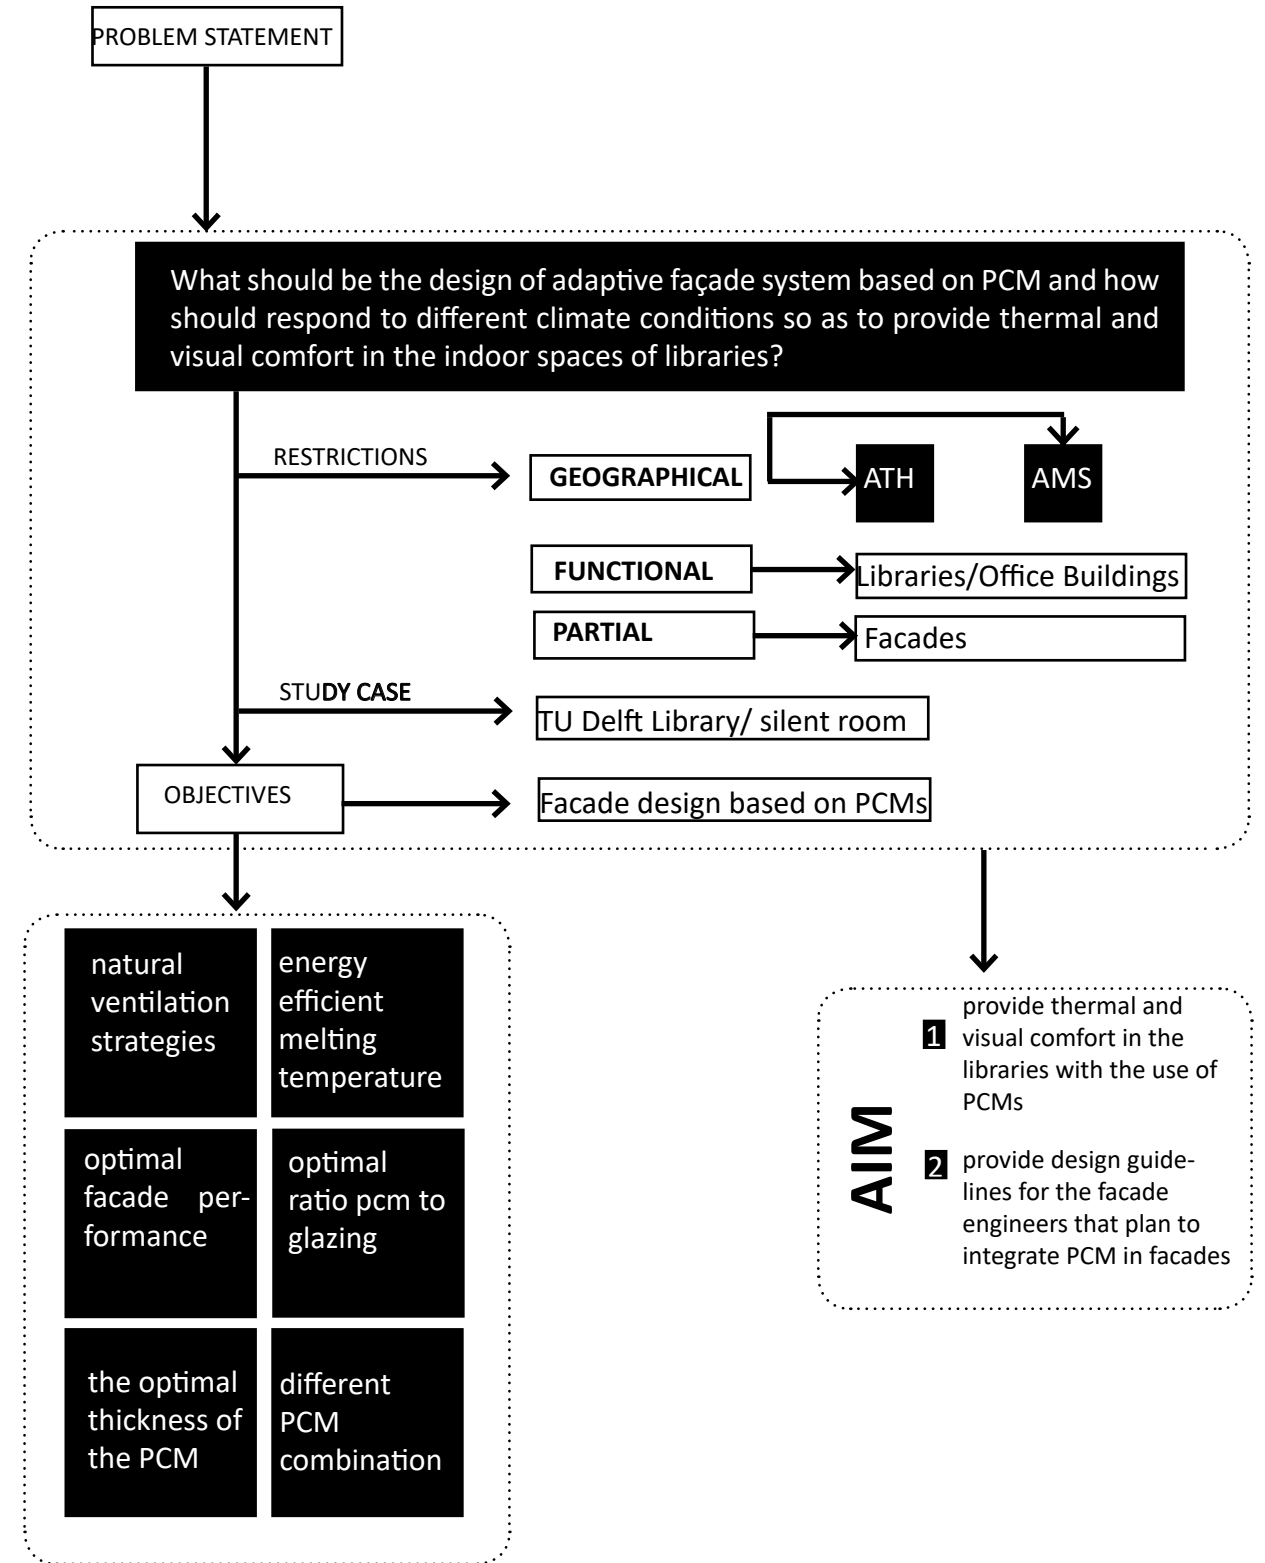 PROBLEM STATEMENT
What should be the design of adaptive façade system based on PCM and how
should respond to different climate conditions so as to provide thermal and
visual comfort in the indoor spaces of libraries?
RESTRICTIONS
GEOGRAPHICAL
ATH
AMS
FUNCTIONAL
Libraries/Office Buildings
PARTIAL
Facades
STUDY CASE
TU Delft Library/ silent room
OBJECTIVES
Facade design based on PCMs
natural
ventilation
strategies
energy
efficient
melting
temperature
optimal
facade per-
formance
optimal
ratio pcm to
glazing
the optimal
thickness of
the PCM
different
PCM
combination
AIM
1
provide thermal and
visual comfort in the
libraries with the use of
PCMs
2
provide design guide-
lines for the facade
engineers that plan to
integrate PCM in facades